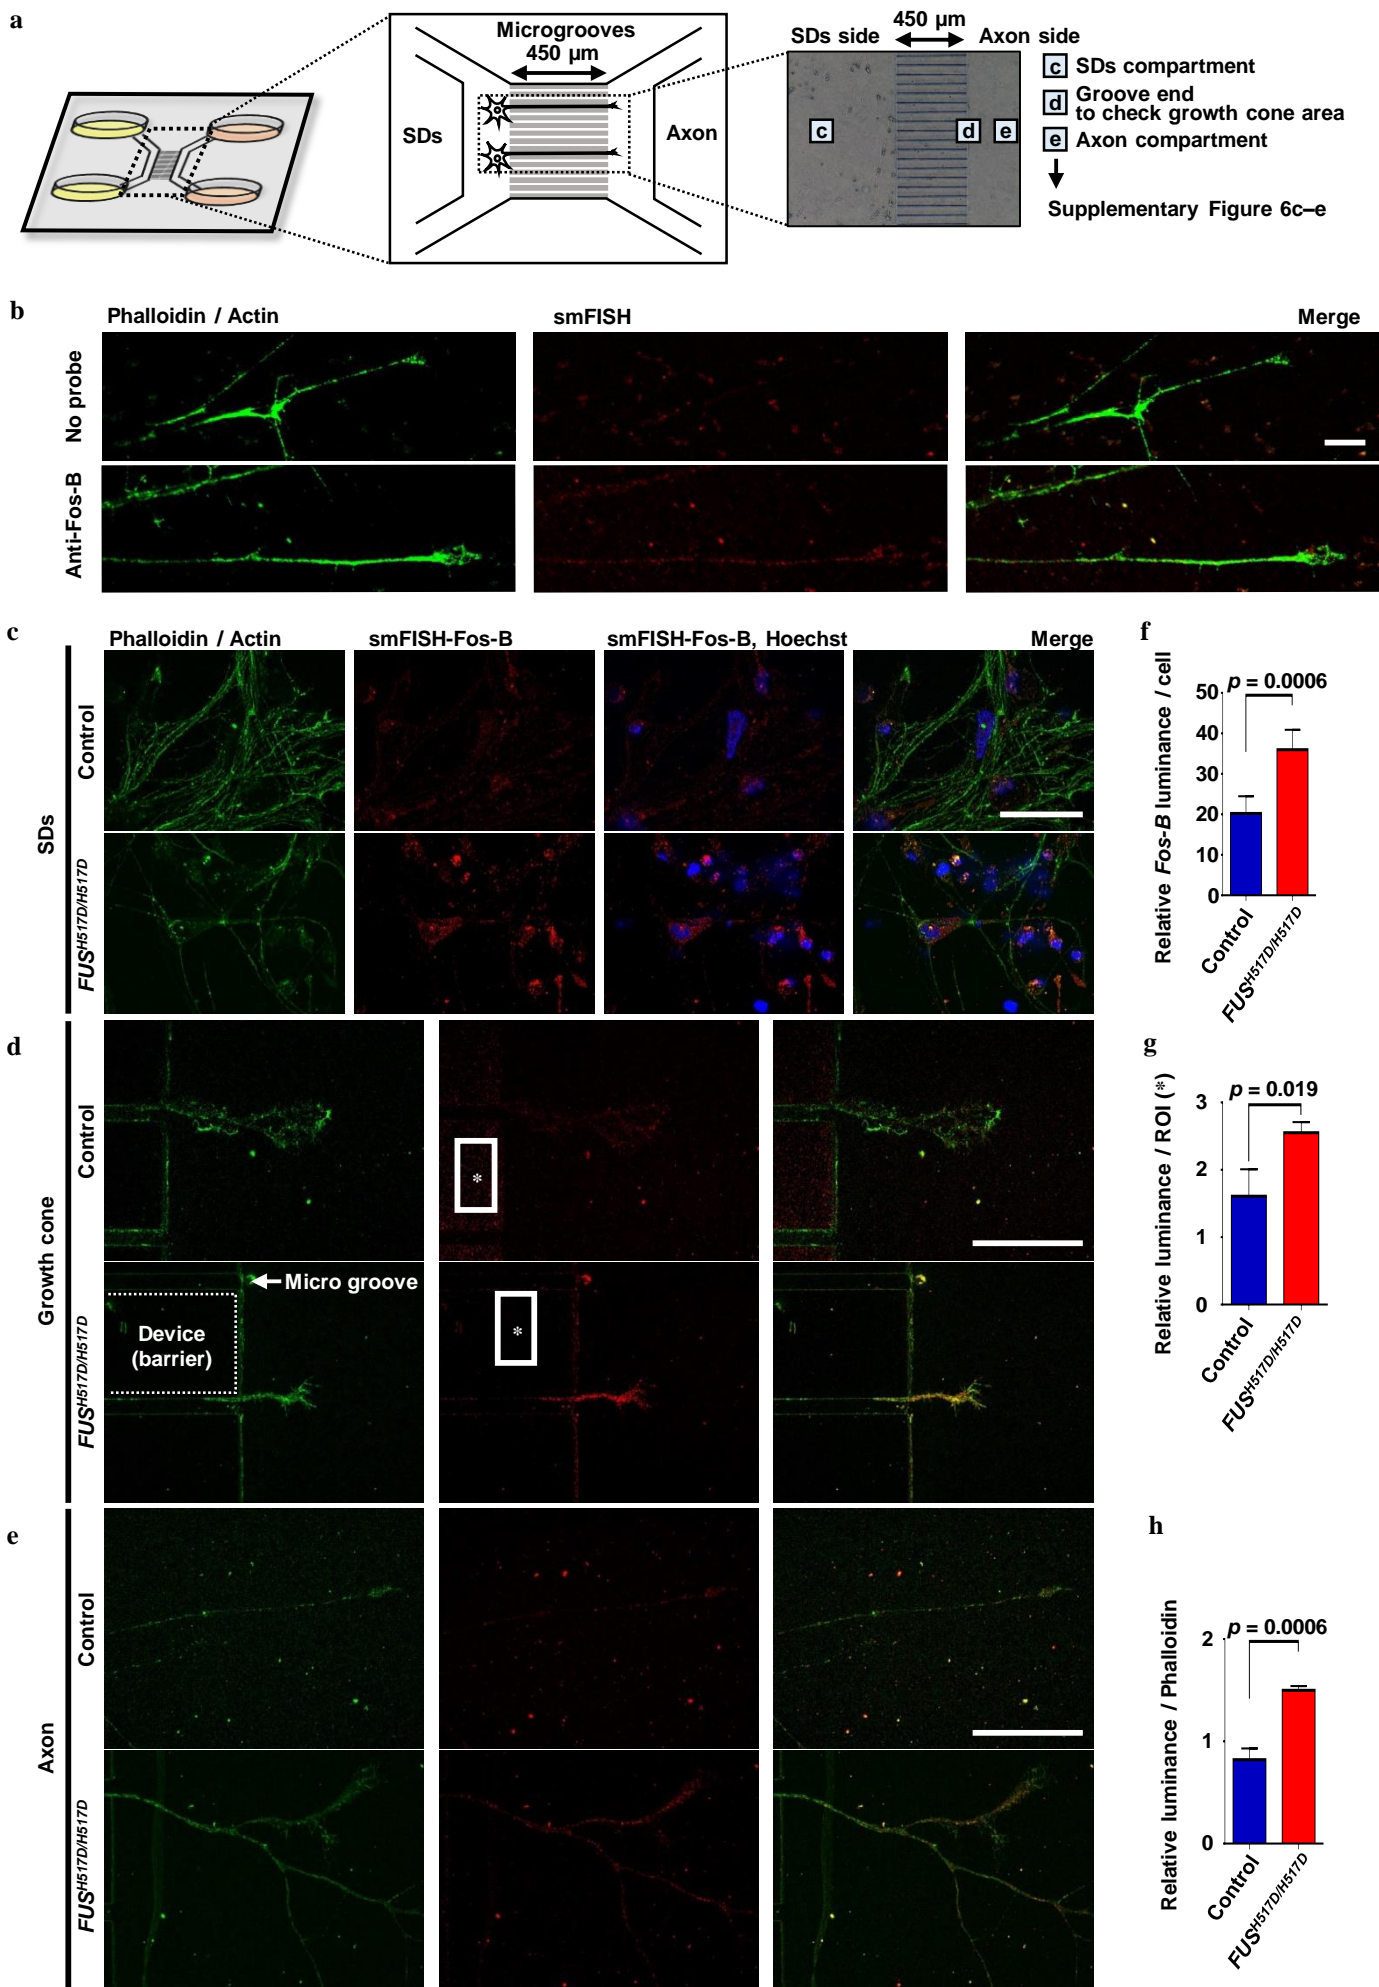 a
Microgrooves
450 µm
SDs
Axon
450 µm
SDs side
Axon side
c
d
e
c SDs compartment
d Groove end
to check growth cone area
e Axon compartment
Supplementary Figure 6c–e
b
Phalloidin / Actin
smFISH
Merge
No probe
Anti-Fos-B
c
Phalloidin / Actin
smFISH-Fos-B
smFISH-Fos-B, Hoechst
Merge
SDs
Control
FUSH517D/H517D
d
Growth cone
Control
*
FUSH517D/H517D
Micro groove
Device
(barrier)
*
e
Axon
Control
FUSH517D/H517D
f
p = 0.0006
Relative Fos-B luminance / cell
50
40
30
20
10
0
Control
FUSH517D/H517D
g
p = 0.019
Relative luminance / ROI (*)
3
2
1
0
Control
FUSH517D/H517D
h
p = 0.0006
Relative luminance / Phalloidin
2
1
0
Control
FUSH517D/H517D